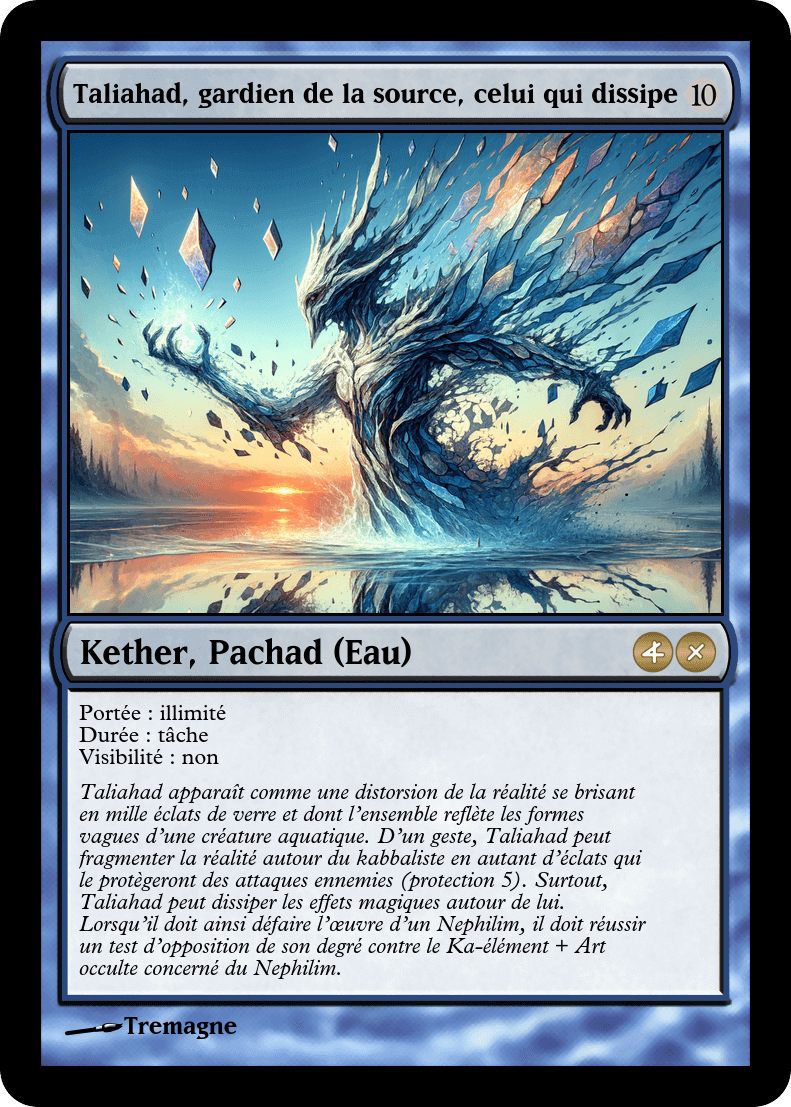 Taliahad, gardien de la source, celui qui dissipe 10
Kether, Pachad (Eau) 4 ×
Portée : illimité
Durée : tâche
Visibilité : non
Taliahad apparaît comme une distorsion de la réalité se brisant
en mille éclats de verre et dont l'ensemble reflète les formes
vagues d'une créature aquatique. D'un geste, Taliahad peut
fragmenter la réalité autour du kabbaliste en autant d'éclats qui
le protègeront des attaques ennemies (protection 5). Surtout,
Taliahad peut dissiper les effets magiques autour de lui.
Lorsqu'il doit ainsi défaire l'œuvre d'un Nephilim, il doit réussir
un test d'opposition de son degré contre le Ka-élément + Art
occulte concerné du Nephilim.
Tremagne